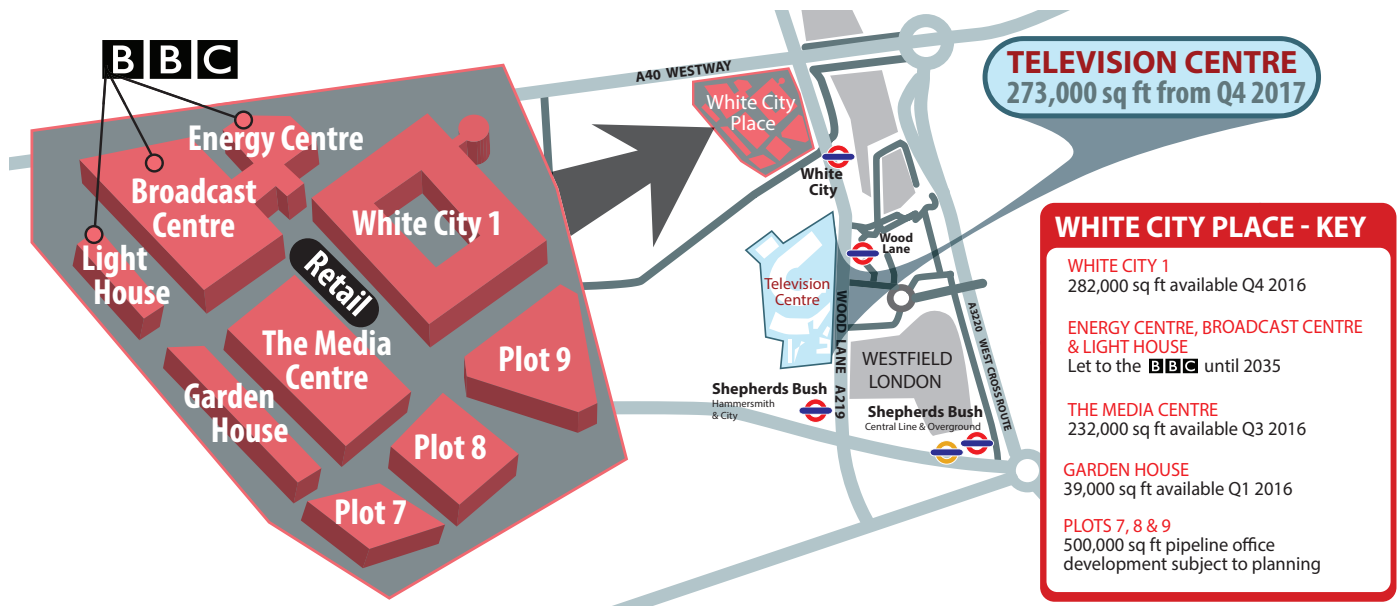 BBC
Energy Centre
Broadcast
Centre
Light
House
White City 1
Retail
The Media
Centre
Garden
House
Plot 9
Plot 8
Plot 7
A40 WESTWAY
White City
Place
White
City
Wood
Lane
Television
Centre
WOOD LANE A219
A3220 WEST CROSS ROUTE
WESTFIELD
LONDON
Shepherds Bush
Hammersmith
& City
Shepherds Bush
Central Line & Overground
TELEVISION CENTRE
273,000 sq ft from Q4 2017
WHITE CITY PLACE - KEY
WHITE CITY 1
282,000 sq ft available Q4 2016
ENERGY CENTRE, BROADCAST CENTRE
& LIGHT HOUSE
Let to the BBC until 2035
THE MEDIA CENTRE
232,000 sq ft available Q3 2016
GARDEN HOUSE
39,000 sq ft available Q1 2016
PLOTS 7, 8 & 9
500,000 sq ft pipeline office
development subject to planning